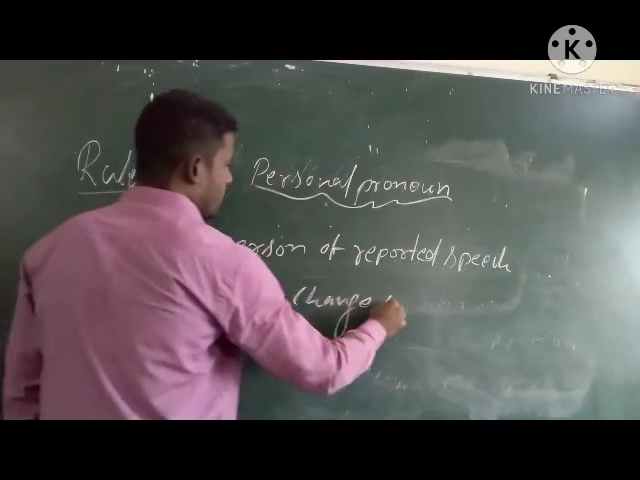 KINEMASTER
Rule Personal pronoun
person of reported speech
Change